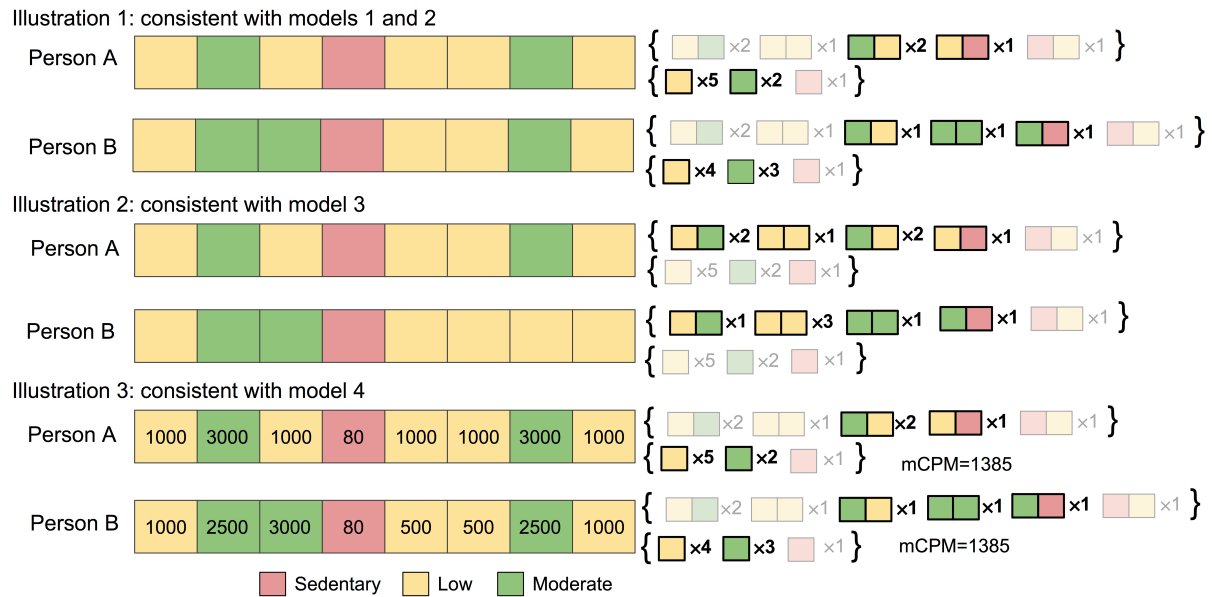 Illustration 1: consistent with models 1 and 2
Person A
{ ×2 ×1 ×2 ×1 ×1 }
{ ×5 ×2 ×1 }
Person B
{ ×2 ×1 ×1 ×1 ×1 ×1 }
{ ×4 ×3 ×1 }
Illustration 2: consistent with model 3
Person A
{ ×2 ×1 ×2 ×1 ×1 }
{ ×5 ×2 ×1 }
Person B
{ ×1 ×3 ×1 ×1 ×1 }
{ ×5 ×2 ×1 }
Illustration 3: consistent with model 4
Person A
1000 3000 1000 80 1000 1000 3000 1000
{ ×2 ×1 ×2 ×1 ×1 }
{ ×5 ×2 ×1 } mCPM=1385
Person B
1000 2500 3000 80 500 500 2500 1000
{ ×2 ×1 ×1 ×1 ×1 ×1 }
{ ×4 ×3 ×1 } mCPM=1385
Sedentary Low Moderate